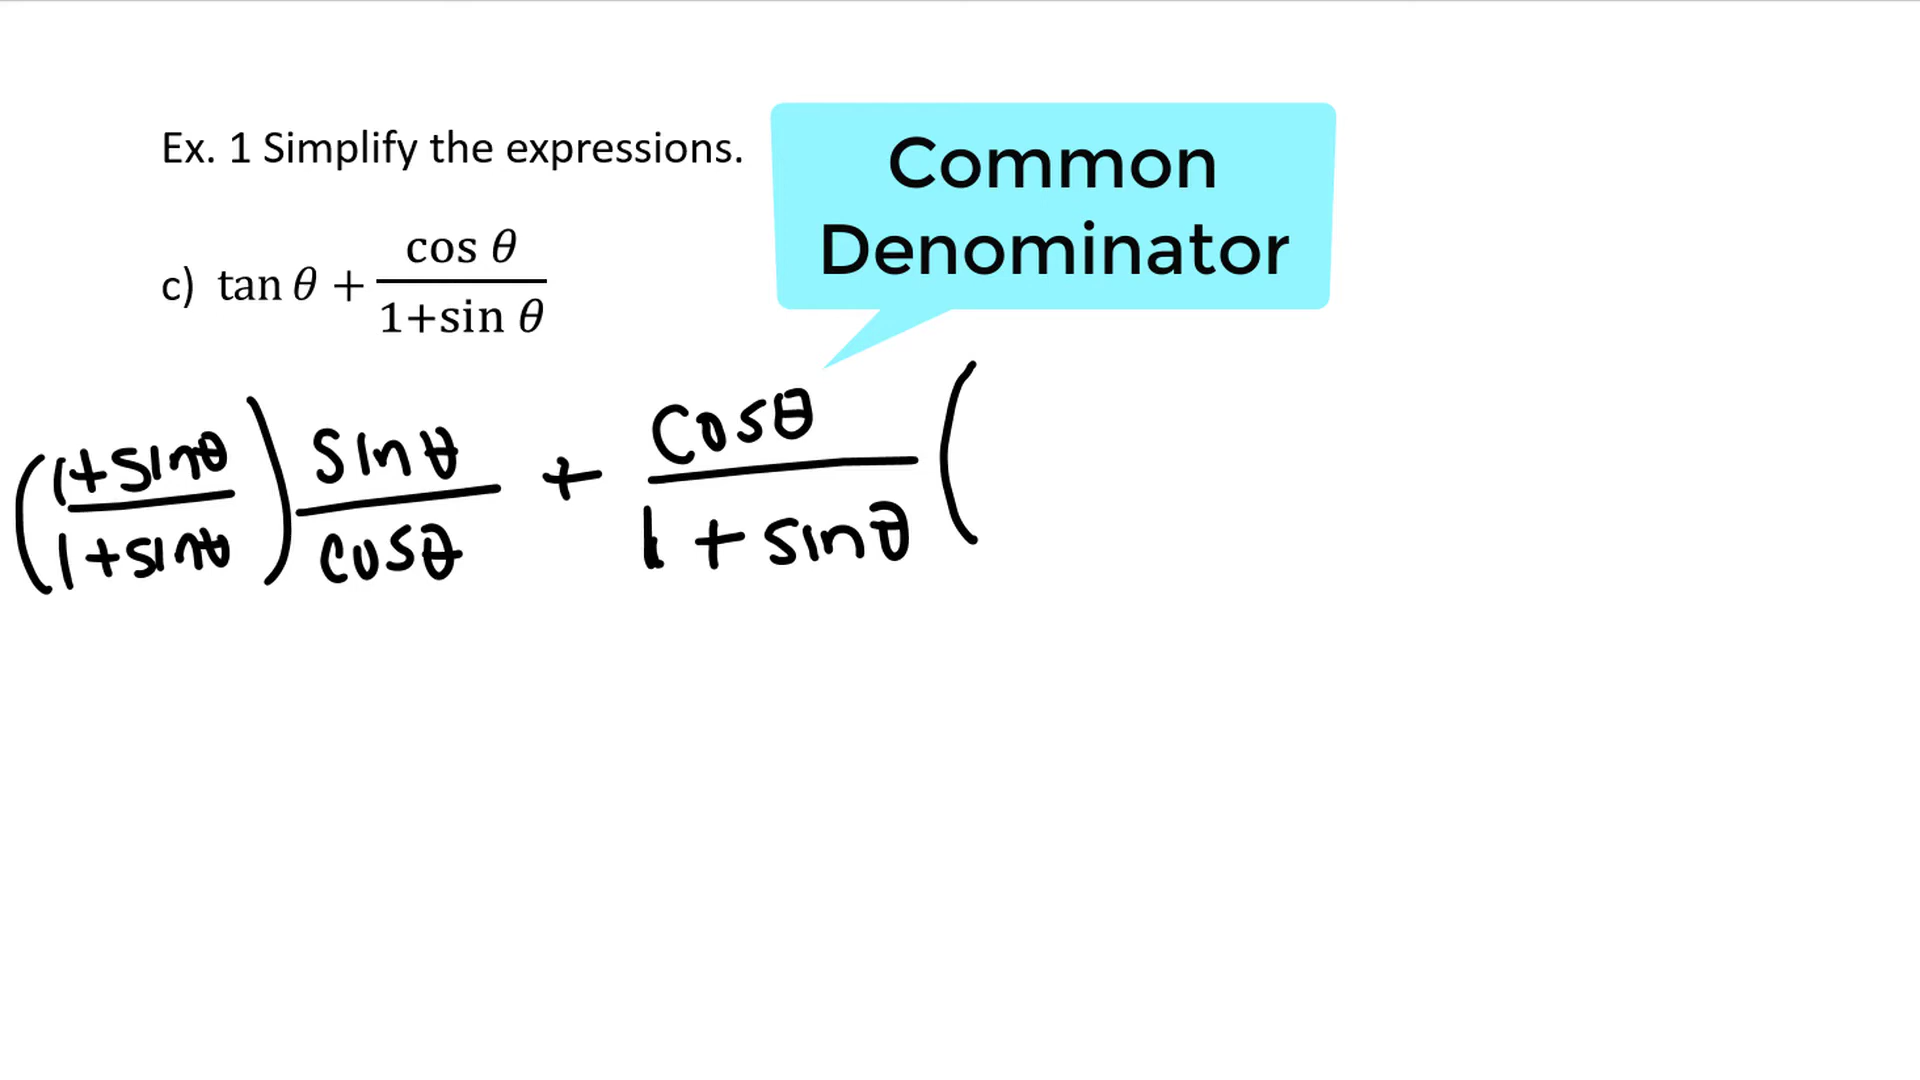 Ex. 1 Simplify the expressions.
Common
Denominator
c) tan θ + cos θ / 1+sin θ
(1+sinθ / 1+sinθ) sinθ / cosθ + cosθ / 1+sinθ (